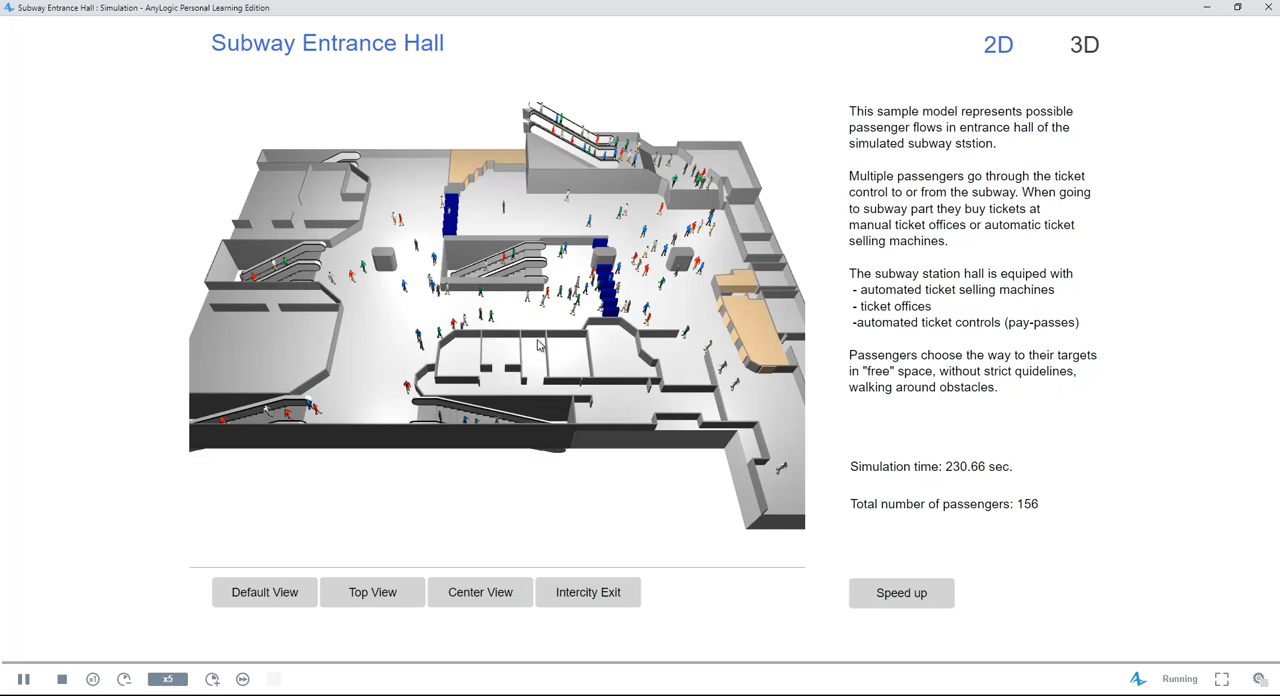 Subway Entrance Hall : Simulation - AnyLogic Personal Learning Edition
Subway Entrance Hall
2D
3D
This sample model represents possible
passenger flows in entrance hall of the
simulated subway ststion.
Multiple passengers go through the ticket
control to or from the subway. When going
to subway part they buy tickets at
manual ticket offices or automatic ticket
selling machines.
The subway station hall is equiped with
- automated ticket selling machines
- ticket offices
-automated ticket controls (pay-passes)
Passengers choose the way to their targets
in "free" space, without strict quidelines,
walking around obstacles.
Simulation time: 230.66 sec.
Total number of passengers: 156
Default View
Top View
Center View
Intercity Exit
Speed up
x1
x5
Running